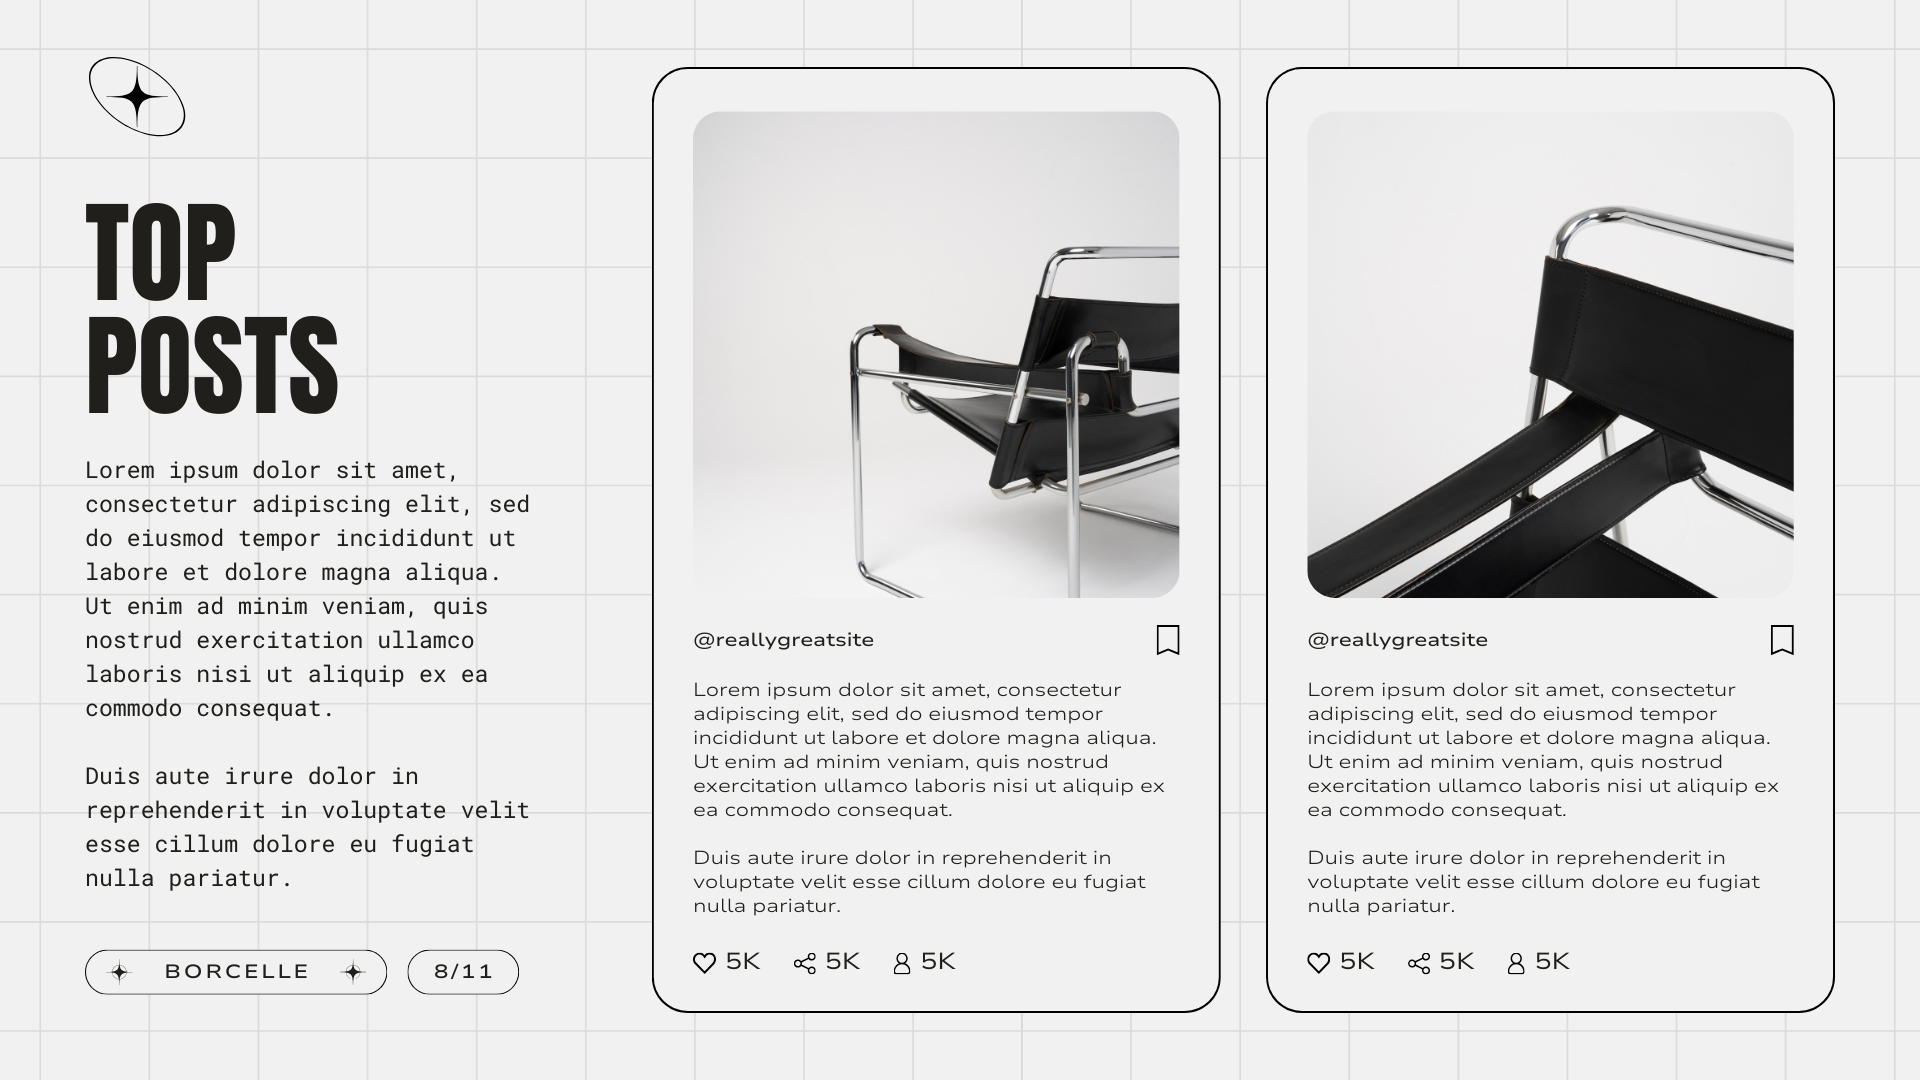 TOP
POSTS
Lorem ipsum dolor sit amet,
consectetur adipiscing elit, sed
do eiusmod tempor incididunt ut
labore et dolore magna aliqua.
Ut enim ad minim veniam, quis
nostrud exercitation ullamco
laboris nisi ut aliquip ex ea
commodo consequat.
Duis aute irure dolor in
reprehenderit in voluptate velit
esse cillum dolore eu fugiat
nulla pariatur.
BORCELLE
8/11
@reallygreatsite
Lorem ipsum dolor sit amet, consectetur
adipiscing elit, sed do eiusmod tempor
incididunt ut labore et dolore magna aliqua.
Ut enim ad minim veniam, quis nostrud
exercitation ullamco laboris nisi ut aliquip ex
ea commodo consequat.
Duis aute irure dolor in reprehenderit in
voluptate velit esse cillum dolore eu fugiat
nulla pariatur.
5K 5K 5K
@reallygreatsite
Lorem ipsum dolor sit amet, consectetur
adipiscing elit, sed do eiusmod tempor
incididunt ut labore et dolore magna aliqua.
Ut enim ad minim veniam, quis nostrud
exercitation ullamco laboris nisi ut aliquip ex
ea commodo consequat.
Duis aute irure dolor in reprehenderit in
voluptate velit esse cillum dolore eu fugiat
nulla pariatur.
5K 5K 5K